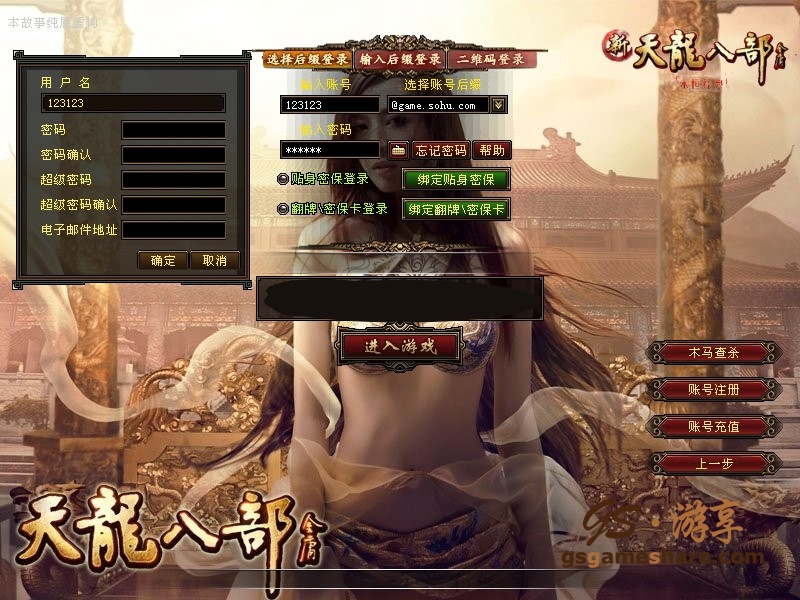 本故事纯属虚构
用户名
123123
密码
密码确认
超级密码
超级密码确认
电子邮件地址
确定 取消
选择后缀登录 输入后缀登录 二维码登录
输入账号 选择账号后缀
123123 @game.sohu.com
输入密码
****** 忘记密码 帮助
贴身密保登录 绑定贴身密保
翻牌\密保卡登录 绑定翻牌\密保卡
进入游戏
新天龍八部
木马查杀
账号注册
账号充值
上一步
天龍八部 金庸
GS·游享
gsgameshare.com